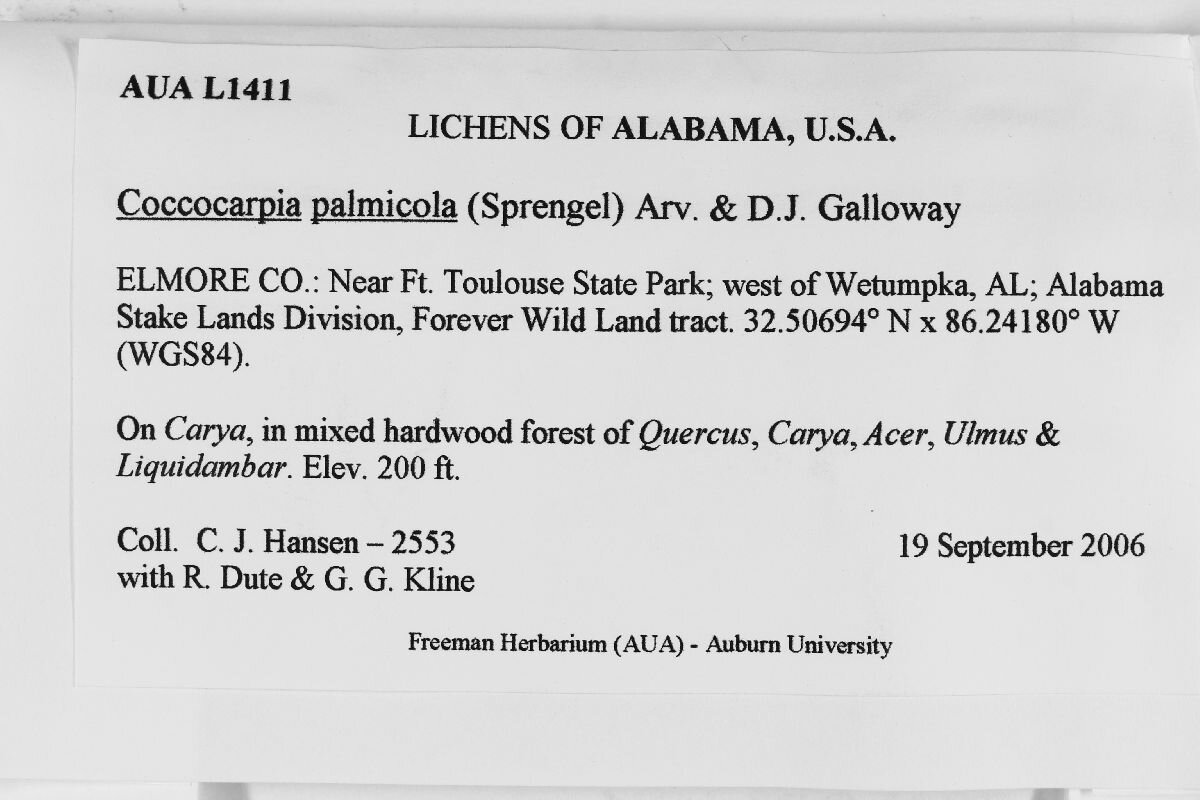 AUA L1411
LICHENS OF ALABAMA, U.S.A.
Coccocarpia palmicola (Sprengel) Arv. & D.J. Galloway
ELMORE CO.: Near Ft. Toulouse State Park; west of Wetumpka, AL; Alabama
Stake Lands Division, Forever Wild Land tract. 32.50694° N x 86.24180° W
(WGS84).
On Carya, in mixed hardwood forest of Quercus, Carya, Acer, Ulmus &
Liquidambar. Elev. 200 ft.
Coll.  C. J. Hansen – 2553
19 September 2006
with R. Dute & G. G. Kline
Freeman Herbarium (AUA) - Auburn University